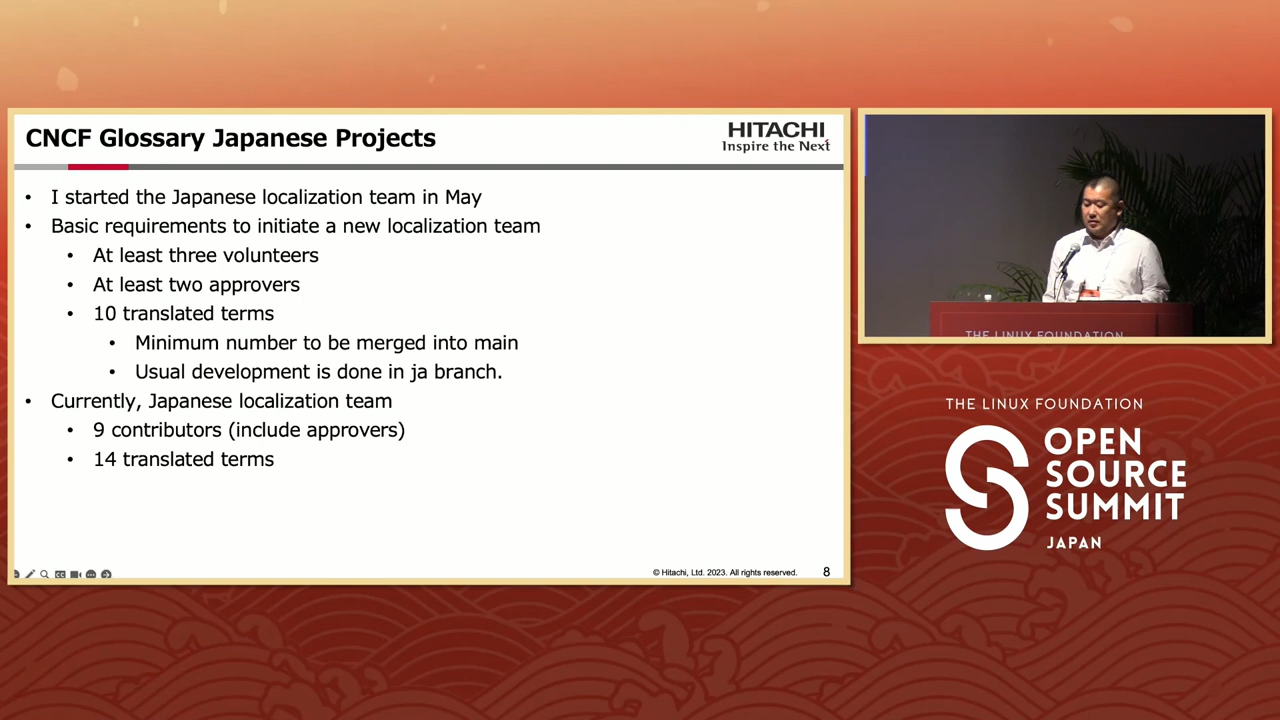 CNCF Glossary Japanese Projects
HITACHI
Inspire the Next
• I started the Japanese localization team in May
• Basic requirements to initiate a new localization team
• At least three volunteers
• At least two approvers
• 10 translated terms
• Minimum number to be merged into main
• Usual development is done in ja branch.
• Currently, Japanese localization team
• 9 contributors (include approvers)
• 14 translated terms
© Hitachi, Ltd. 2023. All rights reserved.
8
THE LINUX FOUNDATION
THE LINUX FOUNDATION
OPEN
SOURCE
SUMMIT
JAPAN